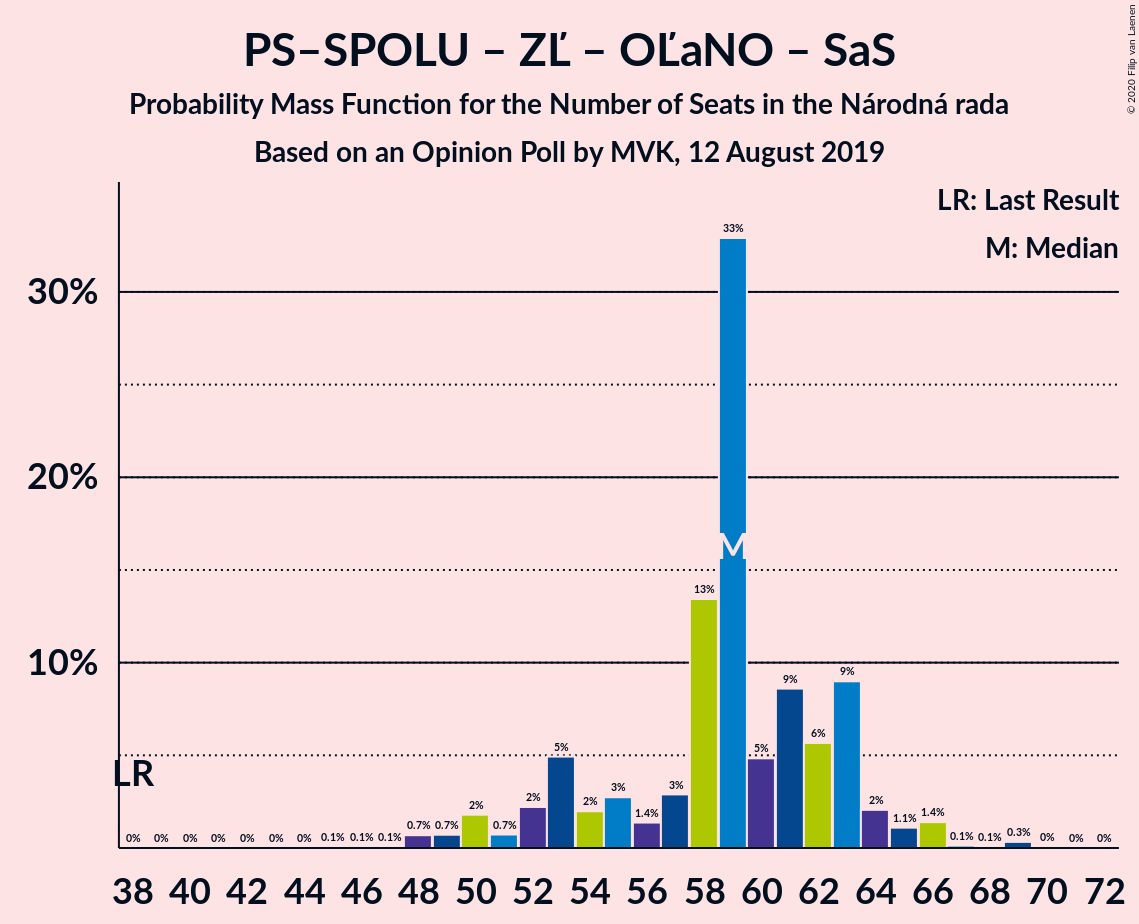 PS–SPOLU – ZĽ – OĽaNO – SaS
Probability Mass Function for the Number of Seats in the Národná rada
Based on an Opinion Poll by MVK, 12 August 2019
© 2020 Filip van Laenen
LR: Last Result
M: Median
30%
20%
10%
LR
M
0% 0% 0% 0% 0% 0% 0% 0.1% 0.1% 0.1% 0.7% 0.7% 2% 0.7% 2% 5% 2% 3% 1.4% 3% 13% 33% 5% 9% 6% 9% 2% 1.1% 1.4% 0.1% 0.1% 0.3% 0% 0% 0%
38 40 42 44 46 48 50 52 54 56 58 60 62 64 66 68 70 72